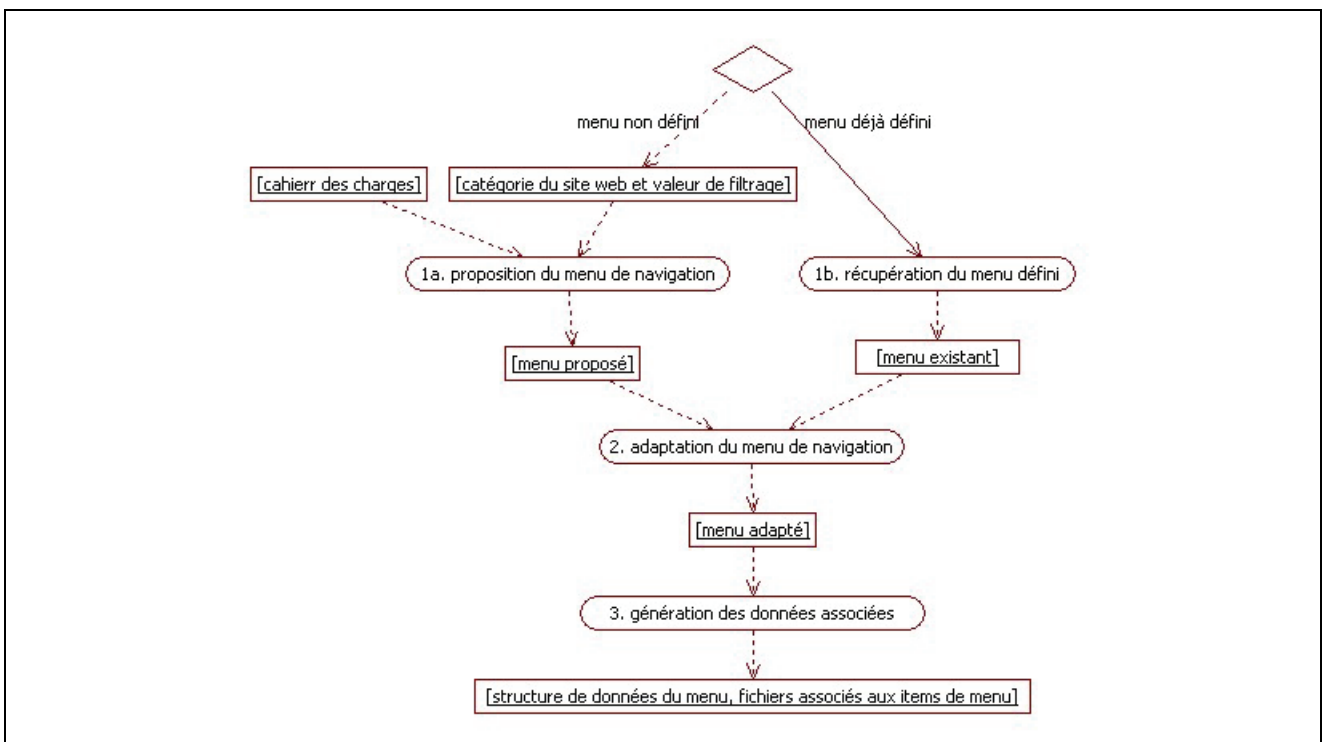 menu non défini
menu déjà défini
[cahierr des charges]
[catégorie du site web et valeur de filtrage]
1a. proposition du menu de navigation
1b. récupération du menu défini
[menu proposé]
[menu existant]
2. adaptation du menu de navigation
[menu adapté]
3. génération des données associées
[structure de données du menu, fichiers associés aux items de menu]